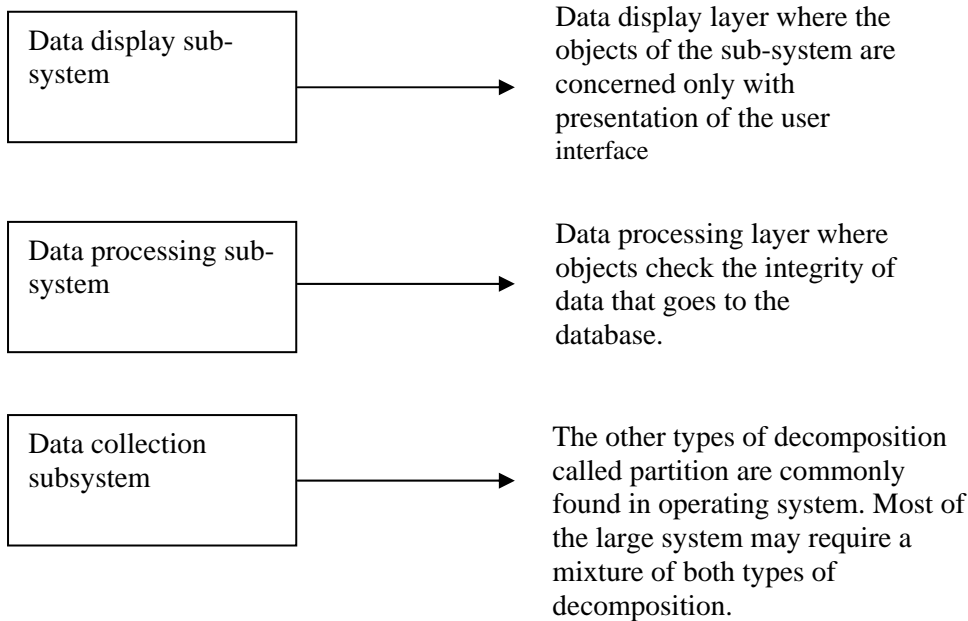 Data display sub-
system
Data display layer where the
objects of the sub-system are
concerned only with
presentation of the user
interface
Data processing sub-
system
Data processing layer where
objects check the integrity of
data that goes to the
database.
Data collection
subsystem
The other types of decomposition
called partition are commonly
found in operating system. Most of
the large system may require a
mixture of both types of
decomposition.